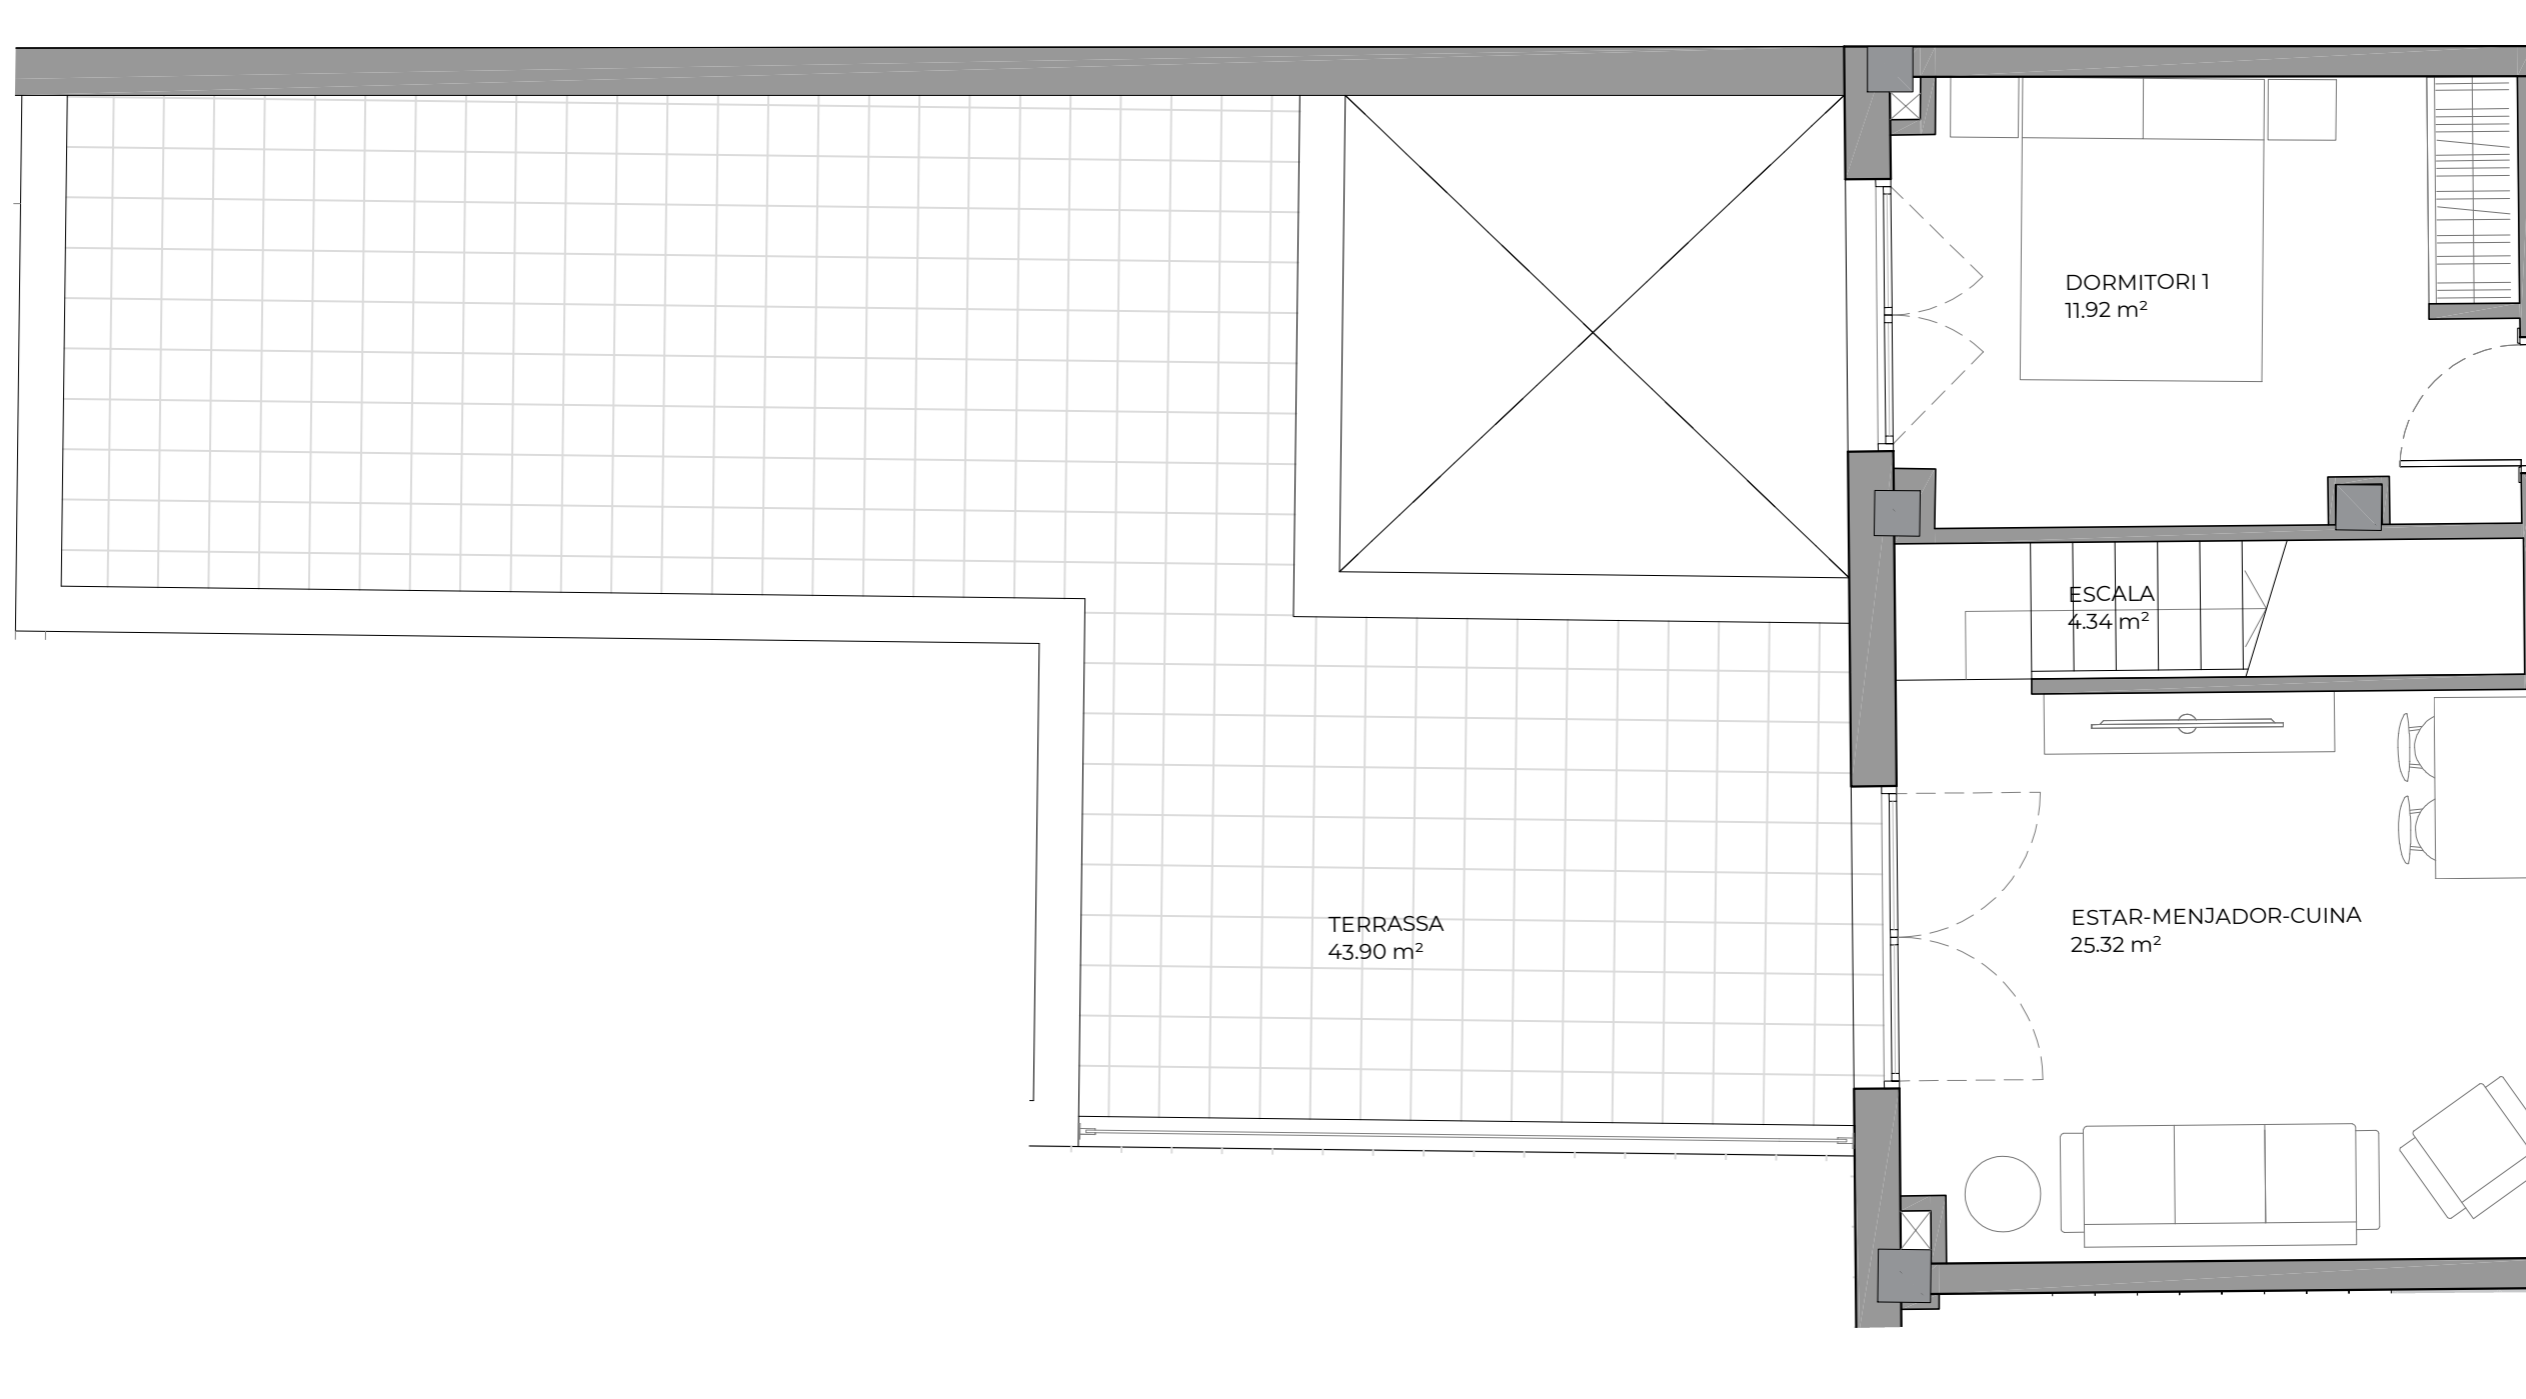 DORMITORI 1
11.92 m²
ESCALA
4.34 m²
TERRASSA
43.90 m²
ESTAR-MENJADOR-CUINA
25.32 m²